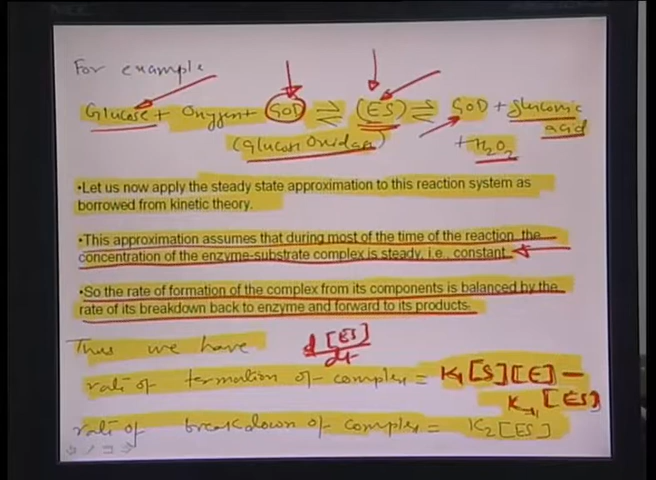 For example
Glucose + Oxygen + GOD ⇌ (ES) ⇌ GOD + gluconic acid
(Glucose Oxidase) + H2O2
•Let us now apply the steady state approximation to this reaction system as
borrowed from kinetic theory.
•This approximation assumes that during most of the time of the reaction, the
concentration of the enzyme-substrate complex is steady, i.e., constant.
•So the rate of formation of the complex from its components is balanced by the
rate of its breakdown back to enzyme and forward to its products.
Thus we have d[ES]/dt
rate of formation of complex = K1[S][E] −
K-1[ES]
rate of breakdown of complex = K2[ES]